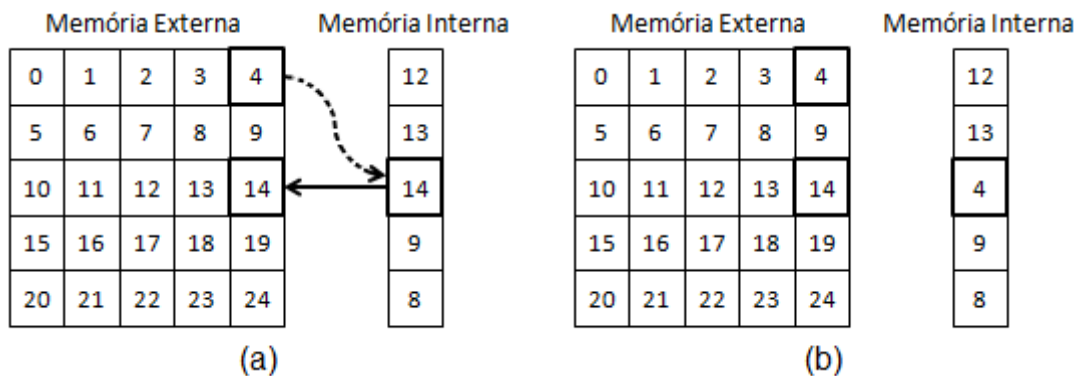 Memória Externa Memória Interna Memória Externa Memória Interna
0 1 2 3 4 12 0 1 2 3 4 12
5 6 7 8 9 13 5 6 7 8 9 13
10 11 12 13 14 14 10 11 12 13 14 4
15 16 17 18 19 9 15 16 17 18 19 9
20 21 22 23 24 8 20 21 22 23 24 8
(a) (b)